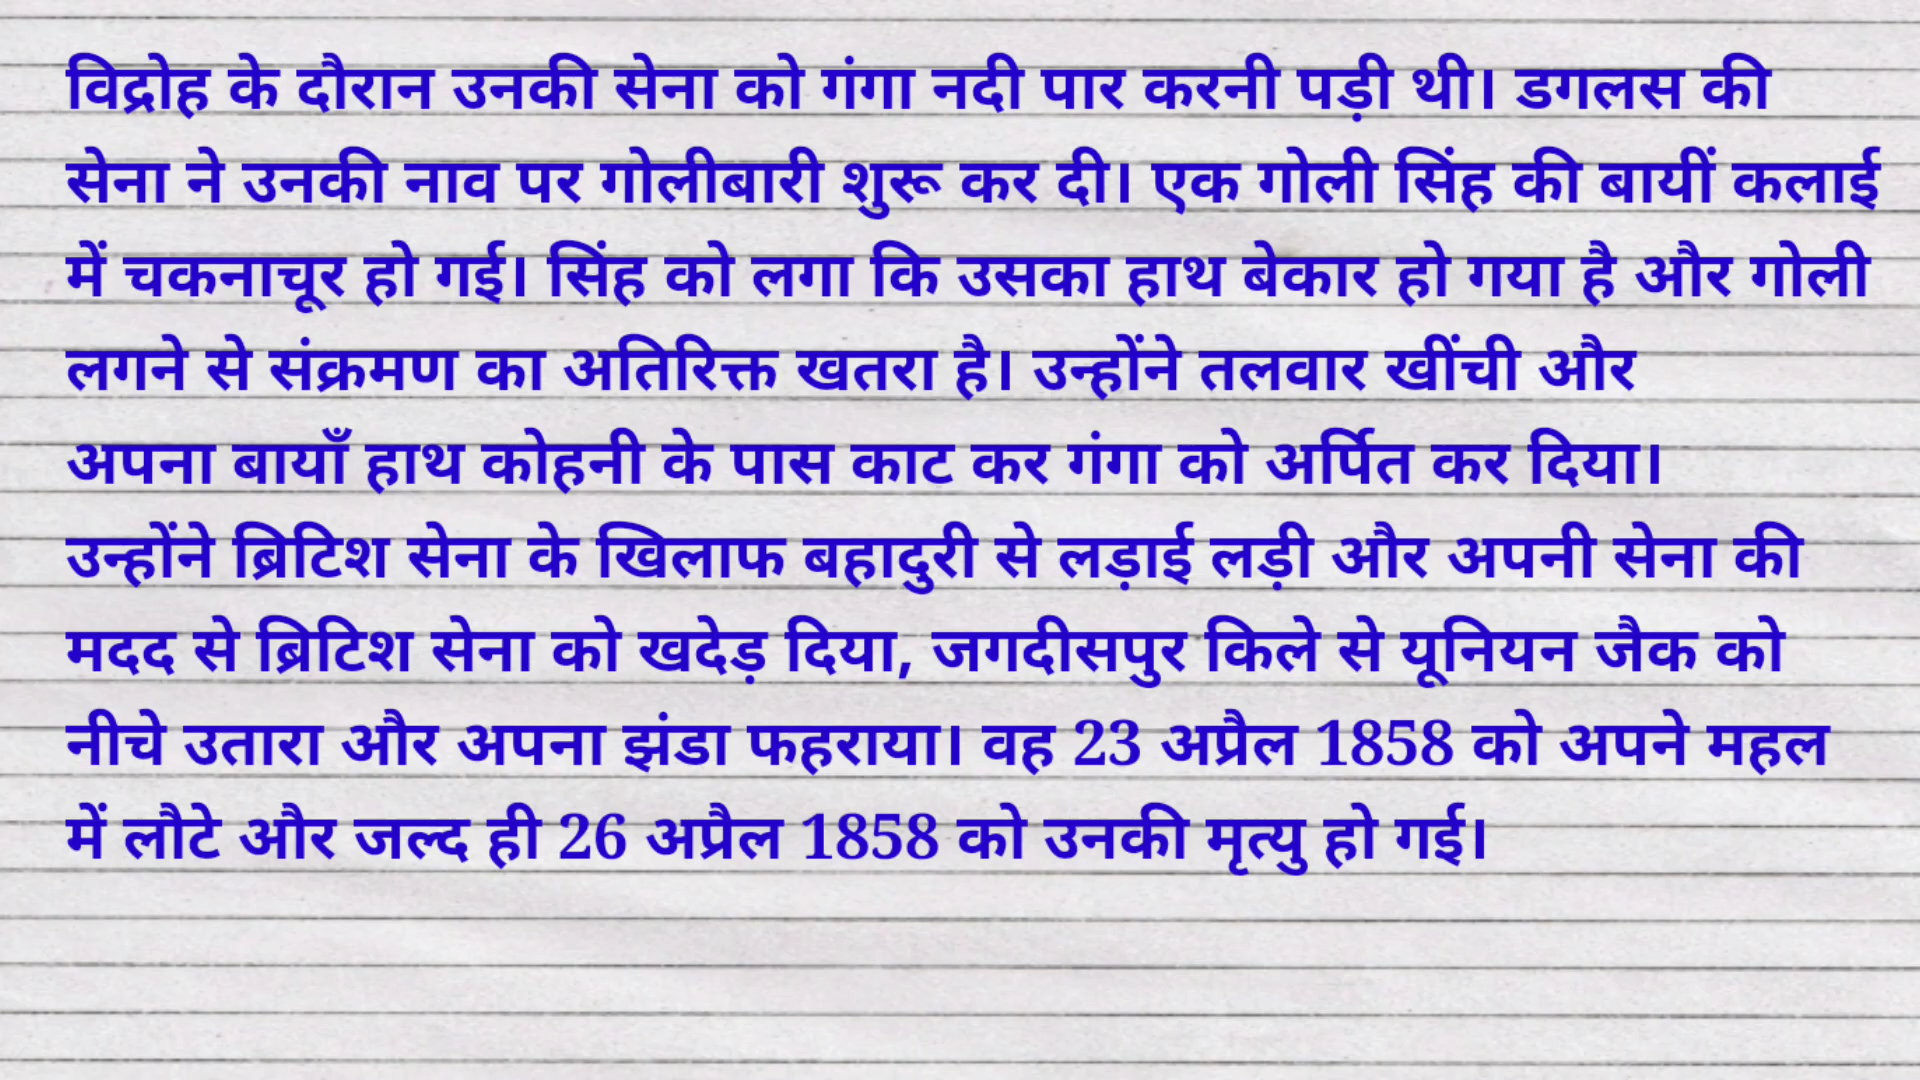 विद्रोह के दौरान उनकी सेना को गंगा नदी पार करनी पड़ी थी। डगलस की
सेना ने उनकी नाव पर गोलीबारी शुरू कर दी। एक गोली सिंह की बायीं कलाई
में चकनाचूर हो गई। सिंह को लगा कि उसका हाथ बेकार हो गया है और गोली
लगने से संक्रमण का अतिरिक्त खतरा है। उन्होंने तलवार खींची और
अपना बायाँ हाथ कोहनी के पास काट कर गंगा को अर्पित कर दिया।
उन्होंने ब्रिटिश सेना के खिलाफ बहादुरी से लड़ाई लड़ी और अपनी सेना की
मदद से ब्रिटिश सेना को खदेड़ दिया, जगदीसपुर किले से यूनियन जैक को
नीचे उतारा और अपना झंडा फहराया। वह 23 अप्रैल 1858 को अपने महल
में लौटे और जल्द ही 26 अप्रैल 1858 को उनकी मृत्यु हो गई।